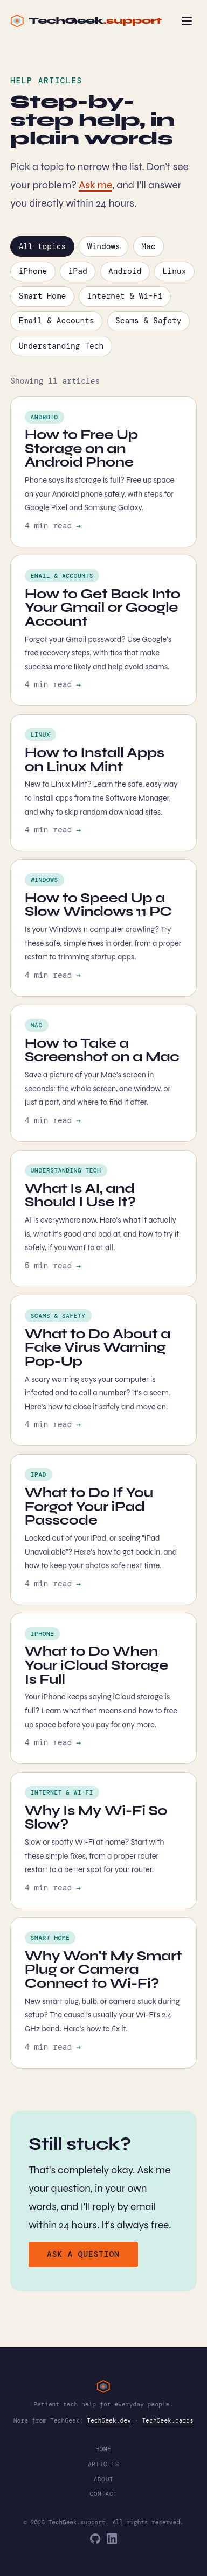 TechGeek.support
HELP ARTICLES
Step-by-
step help, in
plain words
Pick a topic to narrow the list. Don't see
your problem? Ask me, and I'll answer
you directly within 24 hours.
All topics
Windows
Mac
iPhone
iPad
Android
Linux
Smart Home
Internet & Wi-Fi
Email & Accounts
Scams & Safety
Understanding Tech
Showing 11 articles
ANDROID
How to Free Up
Storage on an
Android Phone
Phone says its storage is full? Free up space
on your Android phone safely, with steps for
Google Pixel and Samsung Galaxy.
4 min read →
EMAIL & ACCOUNTS
How to Get Back Into
Your Gmail or Google
Account
Forgot your Gmail password? Use Google's
free recovery steps, with tips that make
success more likely and help avoid scams.
4 min read →
LINUX
How to Install Apps
on Linux Mint
New to Linux Mint? Learn the safe, easy way
to install apps from the Software Manager,
and why to skip random download sites.
4 min read →
WINDOWS
How to Speed Up a
Slow Windows 11 PC
Is your Windows 11 computer crawling? Try
these safe, simple fixes in order, from a proper
restart to trimming startup apps.
4 min read →
MAC
How to Take a
Screenshot on a Mac
Save a picture of your Mac's screen in
seconds: the whole screen, one window, or
just a part, and where to find it after.
4 min read →
UNDERSTANDING TECH
What Is AI, and
Should I Use It?
AI is everywhere now. Here's what it actually
is, what it's good and bad at, and how to try it
safely, if you want to at all.
5 min read →
SCAMS & SAFETY
What to Do About a
Fake Virus Warning
Pop-Up
A scary warning says your computer is
infected and to call a number? It's a scam.
Here's how to close it safely and move on.
4 min read →
IPAD
What to Do If You
Forgot Your iPad
Passcode
Locked out of your iPad, or seeing "iPad
Unavailable"? Here's how to get back in, and
how to keep your photos safe next time.
4 min read →
IPHONE
What to Do When
Your iCloud Storage
Is Full
Your iPhone keeps saying iCloud storage is
full? Learn what that means and how to free
up space before you pay for any more.
4 min read →
INTERNET & WI-FI
Why Is My Wi-Fi So
Slow?
Slow or spotty Wi-Fi at home? Start with
these simple fixes, from a proper router
restart to a better spot for your router.
4 min read →
SMART HOME
Why Won't My Smart
Plug or Camera
Connect to Wi-Fi?
New smart plug, bulb, or camera stuck during
setup? The cause is usually your Wi-Fi's 2.4
GHz band. Here's how to fix it.
4 min read →
Still stuck?
That's completely okay. Ask me
your question, in your own
words, and I'll reply by email
within 24 hours. It's always free.
ASK A QUESTION
Patient tech help for everyday people.
More from TechGeek: TechGeek.dev · TechGeek.cards
HOME
ARTICLES
ABOUT
CONTACT
© 2026 TechGeek.support. All rights reserved.